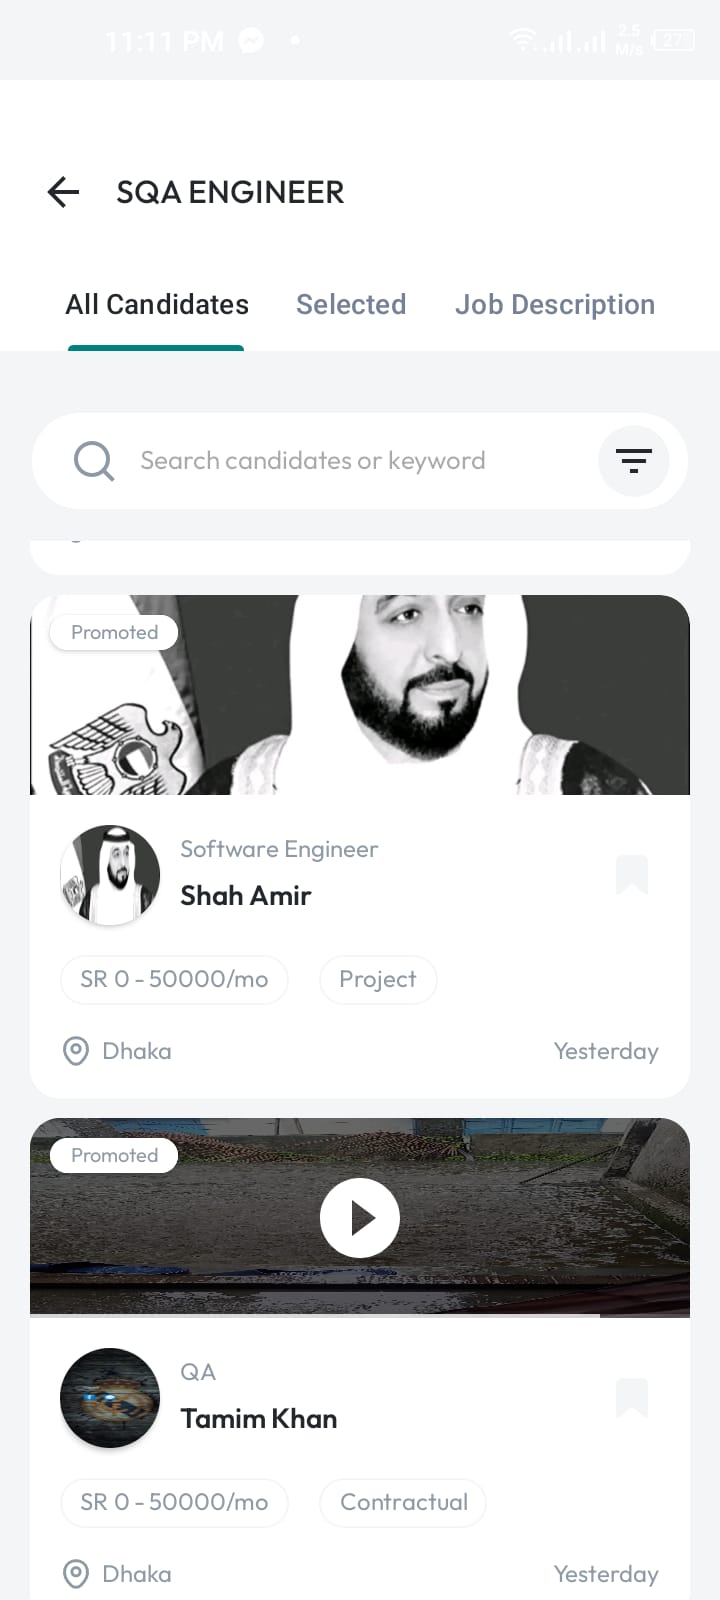 11:11 PM
2.5
M/s
27
SQA ENGINEER
All Candidates Selected Job Description
Search candidates or keyword
Promoted
Software Engineer
Shah Amir
SR 0 - 50000/mo Project
Dhaka Yesterday
Promoted
QA
Tamim Khan
SR 0 - 50000/mo Contractual
Dhaka Yesterday